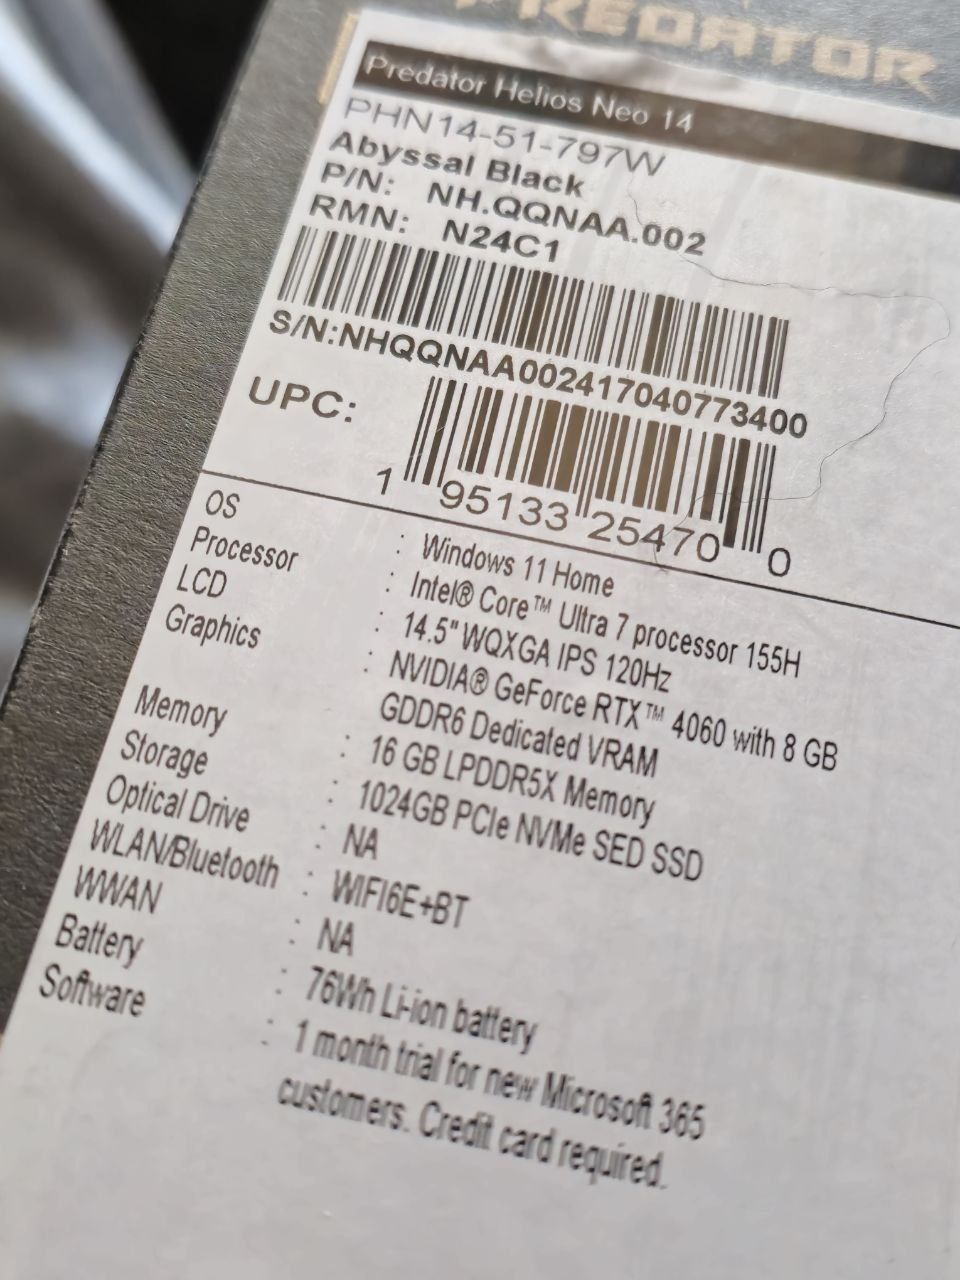 PREDATOR
Predator Helios Neo 14
PHN14-51-797W
Abyssal Black
P/N: NH.QQNAA.002
RMN: N24C1
S/N:NHQQNAA002417040773400
UPC:
1 95133 25470 0
OS : Windows 11 Home
Processor : Intel® Core™ Ultra 7 processor 155H
LCD : 14.5" WQXGA IPS 120Hz
Graphics : NVIDIA® GeForce RTX™ 4060 with 8 GB
GDDR6 Dedicated VRAM
Memory : 16 GB LPDDR5X Memory
Storage : 1024GB PCIe NVMe SED SSD
Optical Drive : NA
WLAN/Bluetooth : WIFI6E+BT
WWAN : NA
Battery : 76Wh Li-ion battery
Software : 1 month trial for new Microsoft 365
customers. Credit card required.